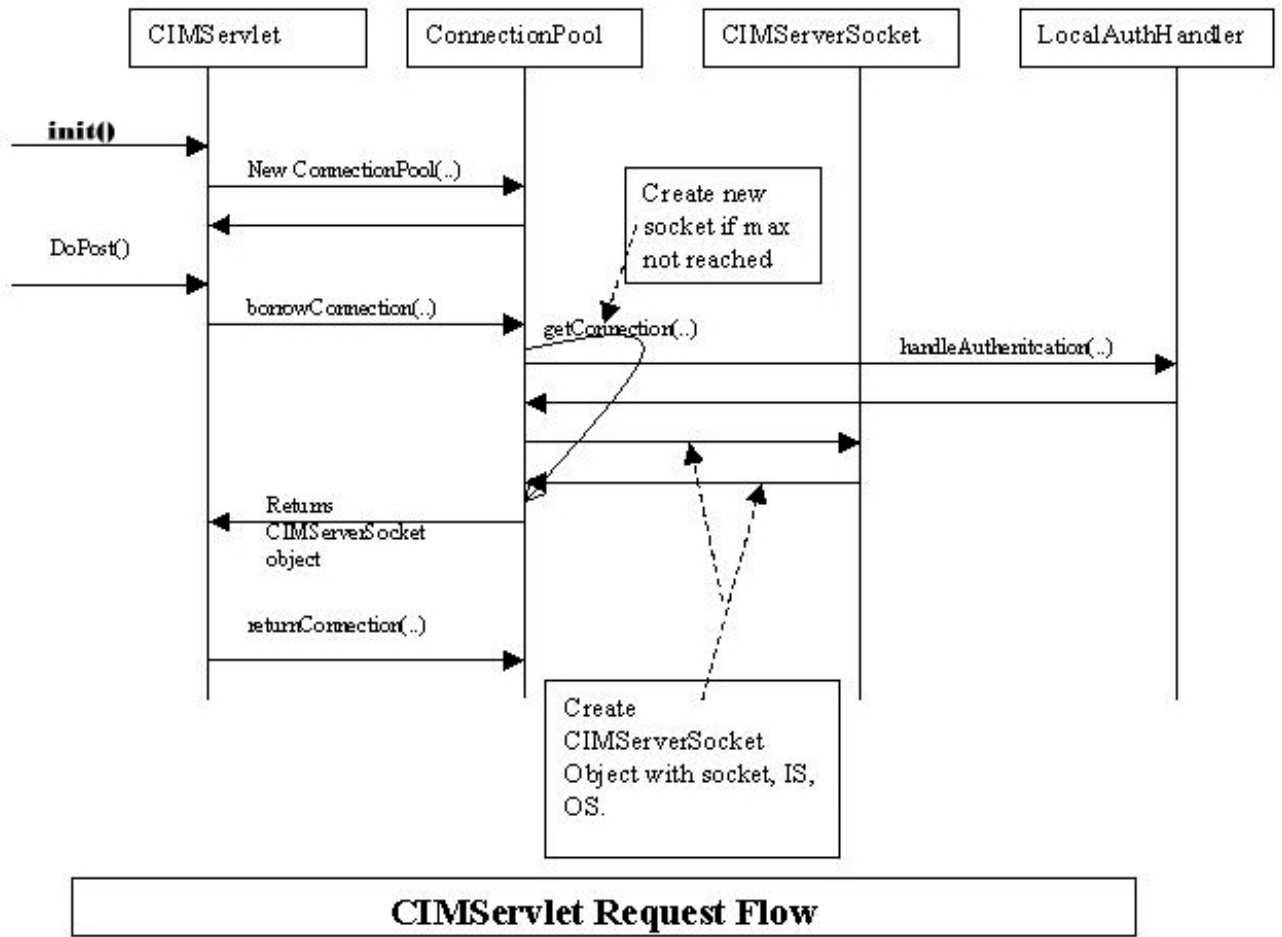 CIMServlet
ConnectionPool
CIMServerSocket
LocalAuthHandler
init()
New ConnectionPool(..)
Create new
socket if max
not reached
DoPost()
borrowConnection(..)
getConnection(..)
handleAuthenitcation(..)
Returns
CIMServerSocket
object
returnConnection(..)
Create
CIMServerSocket
Object with socket, IS,
OS.
CIMServlet Request Flow